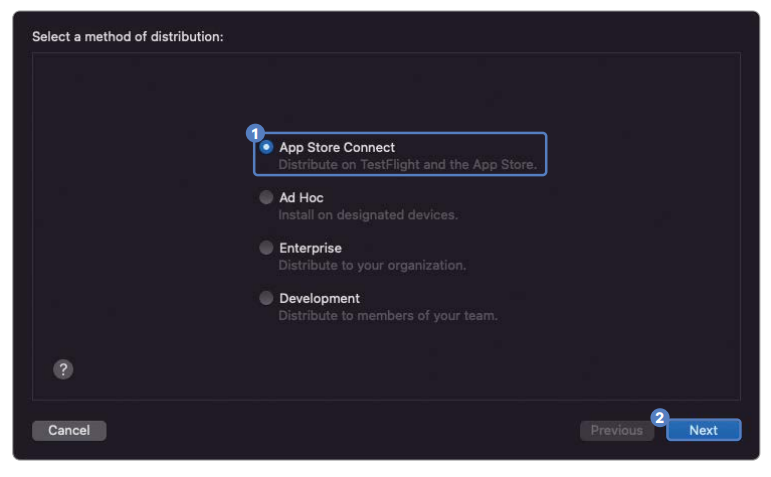 Select a method of distribution:
1
App Store Connect
Distribute on TestFlight and the App Store.
Ad Hoc
Install on designated devices.
Enterprise
Distribute to your organization.
Development
Distribute to members of your team.
?
Cancel
Previous
2
Next